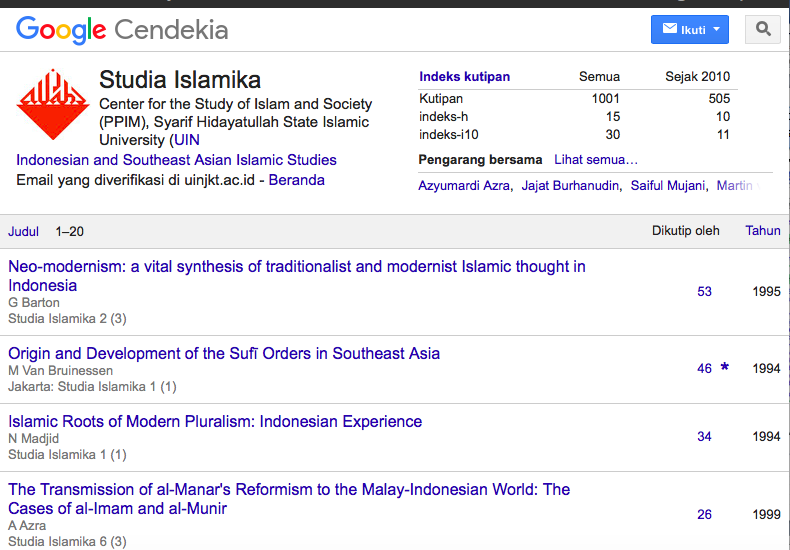 Google Cendekia
Ikuti
Studia Islamika
Center for the Study of Islam and Society
(PPIM), Syarif Hidayatullah State Islamic
University (UIN
Indonesian and Southeast Asian Islamic Studies
Email yang diverifikasi di uinjkt.ac.id - Beranda
Indeks kutipan Semua Sejak 2010
Kutipan 1001 505
indeks-h 15 10
indeks-i10 30 11
Pengarang bersama Lihat semua…
Azyumardi Azra, Jajat Burhanudin, Saiful Mujani, Martin
Judul 1–20 Dikutip oleh Tahun
Neo-modernism: a vital synthesis of traditionalist and modernist Islamic thought in
Indonesia
G Barton
Studia Islamika 2 (3)
53 1995
Origin and Development of the Sufī Orders in Southeast Asia
M Van Bruinessen
Jakarta: Studia Islamika 1 (1)
46 * 1994
Islamic Roots of Modern Pluralism: Indonesian Experience
N Madjid
Studia Islamika 1 (1)
34 1994
The Transmission of al-Manar's Reformism to the Malay-Indonesian World: The
Cases of al-Imam and al-Munir
A Azra
Studia Islamika 6 (3)
26 1999